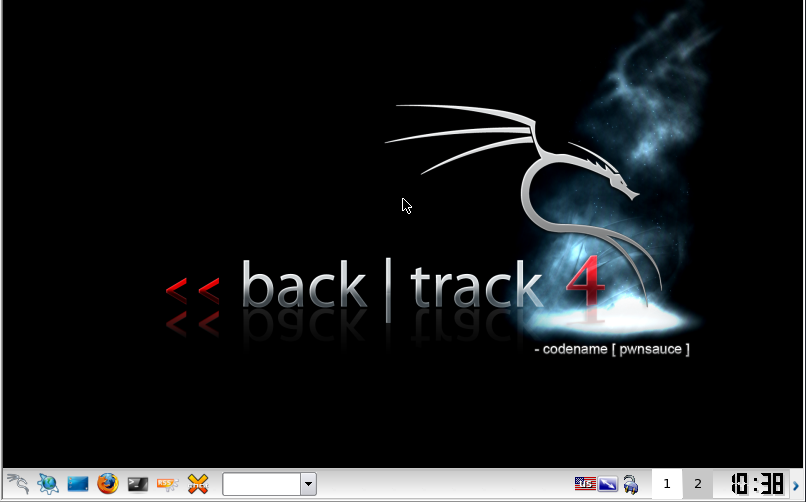 << back | track 4
- codename [ pwnsauce ]
1 2 10:38